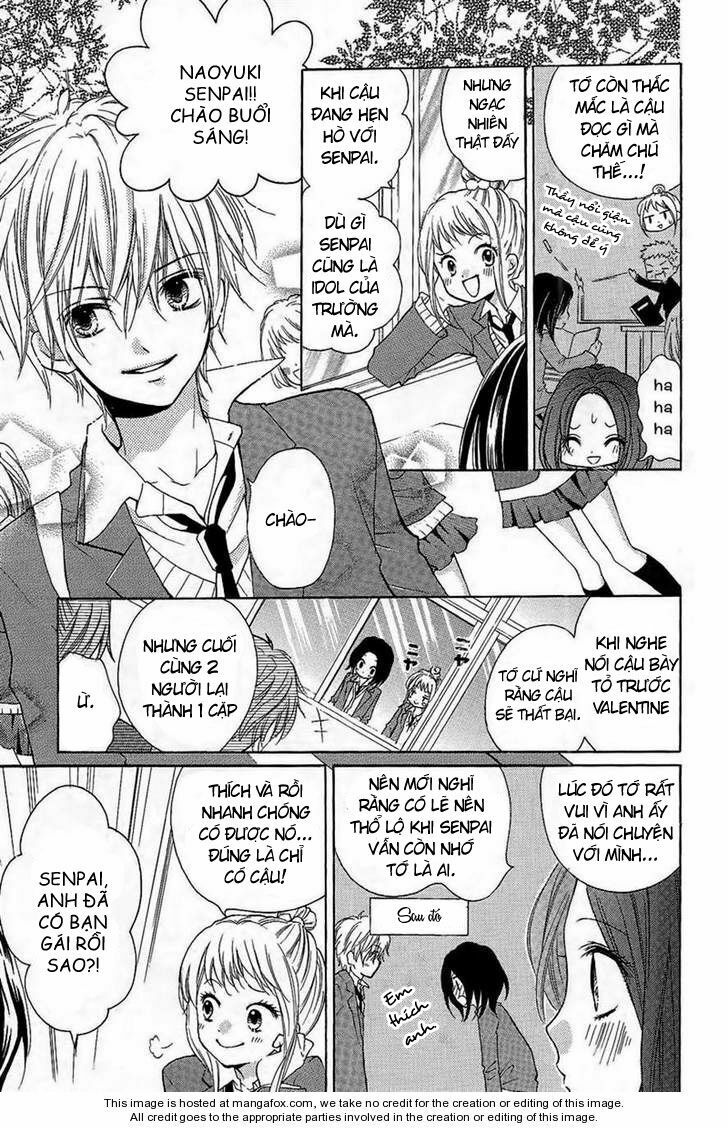 TỚ CÒN THẮC
MẮC LÀ CẬU
ĐỌC GÌ MÀ
CHĂM CHÚ
THẾ...!
Thầy nổi giận
mà cậu cũng
không để ý
ha
ha
ha
NHƯNG
NGẠC
NHIÊN
THẬT ĐẤY
KHI CẬU
ĐANG HẸN
HÒ VỚI
SENPAI.
DÙ GÌ
SENPAI
CŨNG LÀ
IDOL CỦA
TRƯỜNG
MÀ.
NAOYUKI
SENPAI!!
CHÀO BUỔI
SÁNG!
CHÀO-
KHI NGHE
NÓI CẬU BÀY
TỎ TRƯỚC
VALENTINE
TỚ CỨ NGHĨ
RẰNG CẬU
SẼ THẤT BẠI.
NHƯNG CUỐI
CÙNG 2
NGƯỜI LẠI
THÀNH 1 CẶP
Ừ.
LÚC ĐÓ TỚ RẤT
VUI VÌ ANH ẤY
ĐÃ NÓI CHUYỆN
VỚI MÌNH...
NÊN MỚI NGHĨ
RẰNG CÓ LẼ NÊN
THỔ LỘ KHI SENPAI
VẪN CÒN NHỚ
TỚ LÀ AI.
Sau đó
Em
thích
anh
THÍCH VÀ RỒI
NHANH CHÓNG
CÓ ĐƯỢC NÓ...
ĐÚNG LÀ CHỈ
CÓ CẬU!
SENPAI,
ANH ĐÃ
CÓ BẠN
GÁI RỒI
SAO?!
This image is hosted at mangafox.com, we take no credit for the creation or editing of this image.
All credit goes to the appropriate parties involved in the creation or editing of this image.